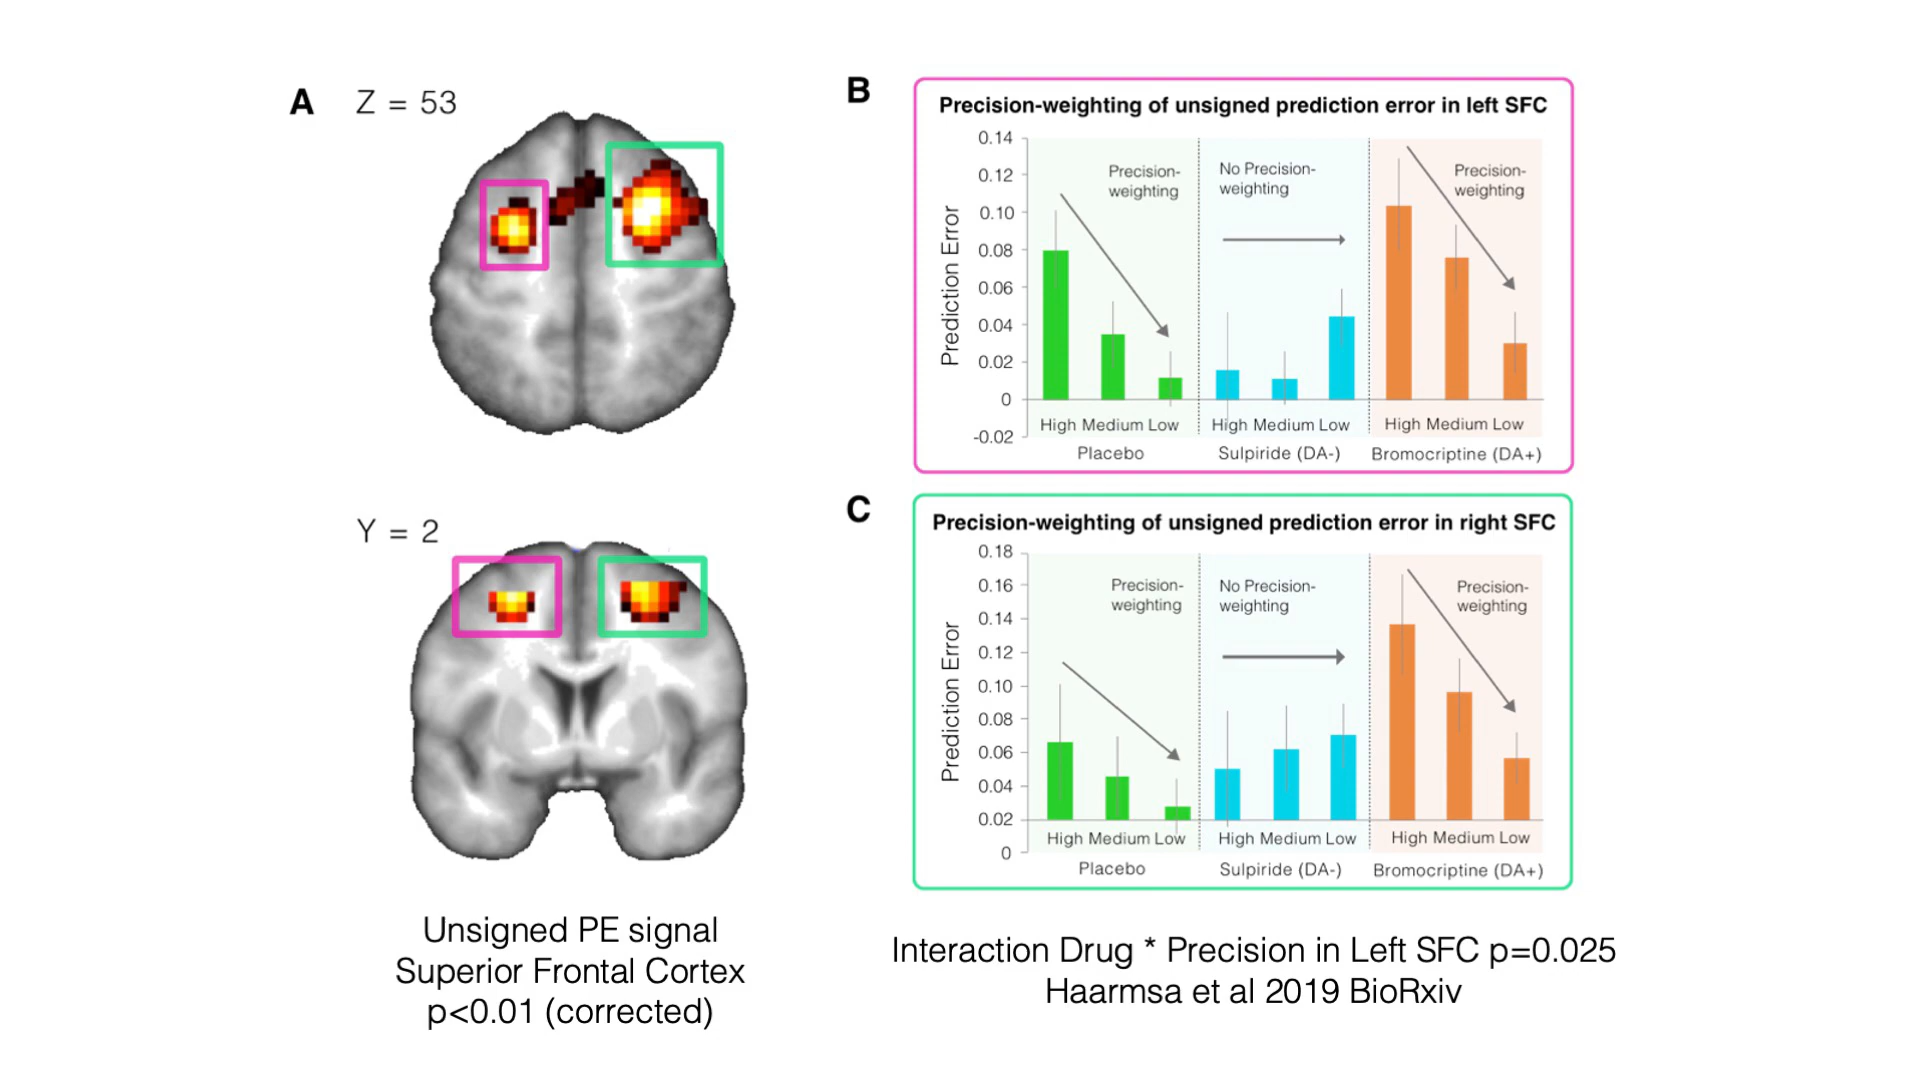 A
Z = 53
Y = 2
Unsigned PE signal
Superior Frontal Cortex
p<0.01 (corrected)
B
Precision-weighting of unsigned prediction error in left SFC
Prediction Error
0.14
0.12
0.10
0.08
0.06
0.04
0.02
0
-0.02
Precision-
weighting
No Precision-
weighting
Precision-
weighting
High Medium Low
High Medium Low
High Medium Low
Placebo
Sulpiride (DA-)
Bromocriptine (DA+)
C
Precision-weighting of unsigned prediction error in right SFC
Prediction Error
0.18
0.16
0.14
0.12
0.10
0.08
0.06
0.04
0.02
0
Precision-
weighting
No Precision-
weighting
Precision-
weighting
High Medium Low
High Medium Low
High Medium Low
Placebo
Sulpiride (DA-)
Bromocriptine (DA+)
Interaction Drug * Precision in Left SFC p=0.025
Haarmsa et al 2019 BioRxiv